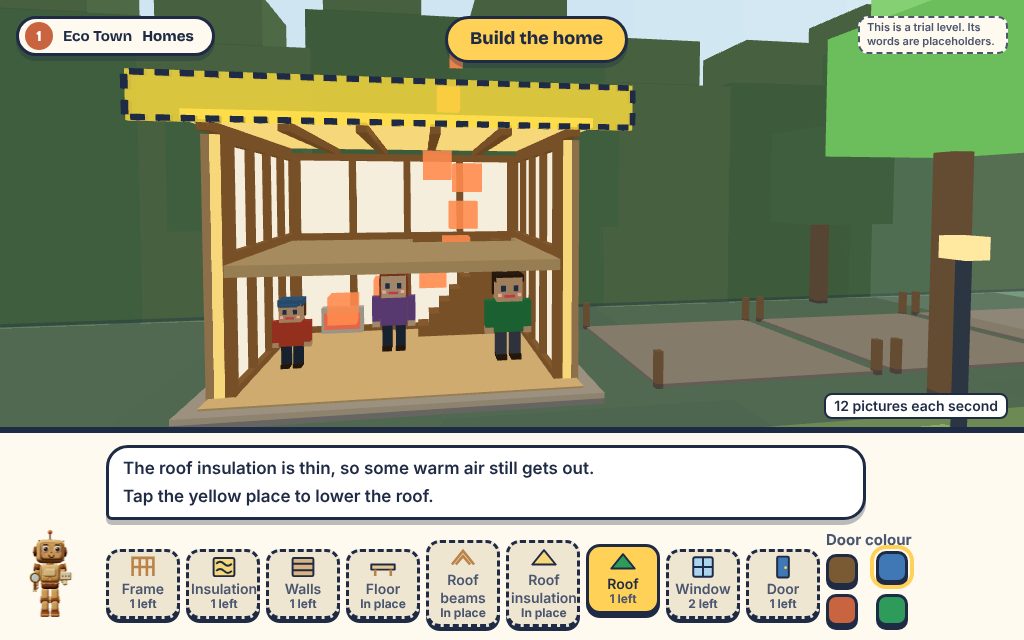 1 Eco Town Homes
Build the home
This is a trial level. Its
words are placeholders.
12 pictures each second
The roof insulation is thin, so some warm air still gets out.
Tap the yellow place to lower the roof.
Door colour
Frame
1 left
Insulation
1 left
Walls
1 left
Floor
In place
Roof
beams
In place
Roof
insulation
In place
Roof
1 left
Window
2 left
Door
1 left